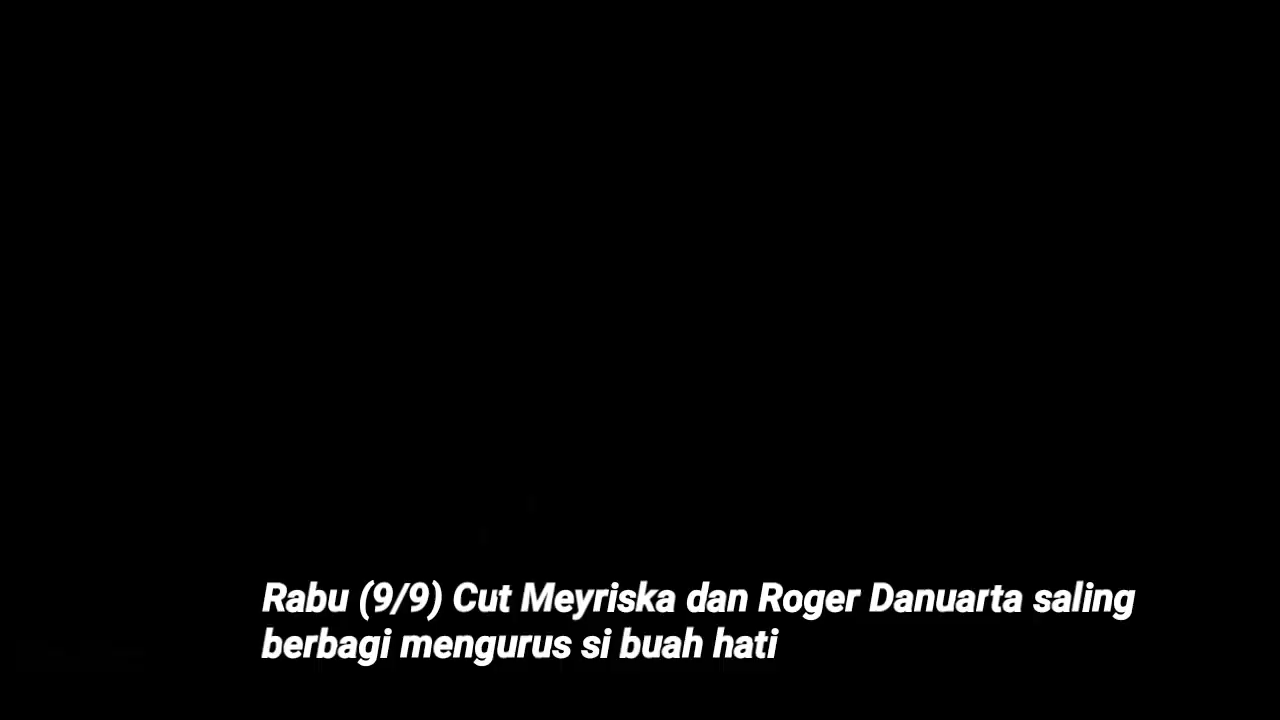 Rabu (9/9) Cut Meyriska dan Roger Danuarta saling
berbagi mengurus si buah hati